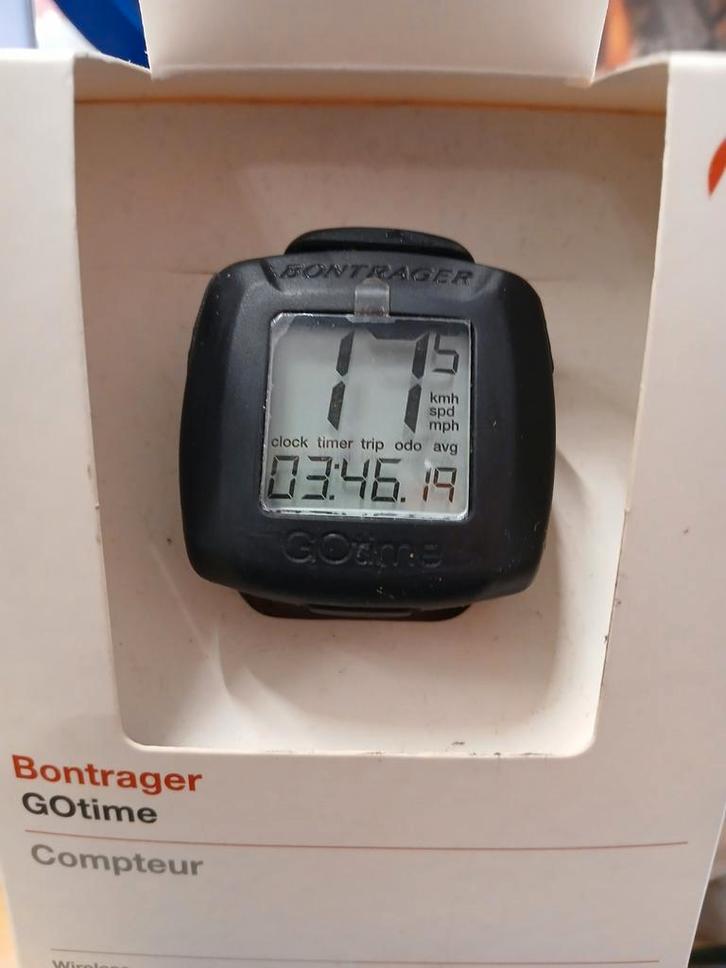 BONTRAGER
17 5
kmh
spd
mph
clock timer trip odo avg
03:46.19
GOtime
Bontrager
GOtime
Compteur